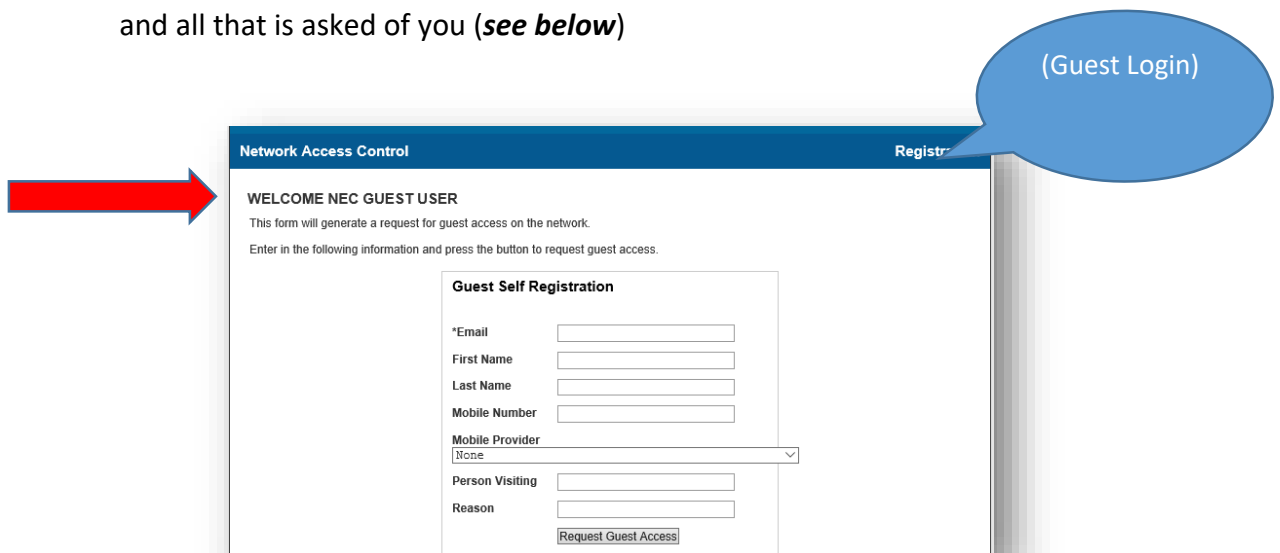 and all that is asked of you (see below)
(Guest Login)
Network Access Control
WELCOME NEC GUEST USER
This form will generate a request for guest access on the network.
Enter in the following information and press the button to request guest access.
Guest Self Registration
*Email
First Name
Last Name
Mobile Number
Mobile Provider
None
Person Visiting
Reason
Request Guest Access